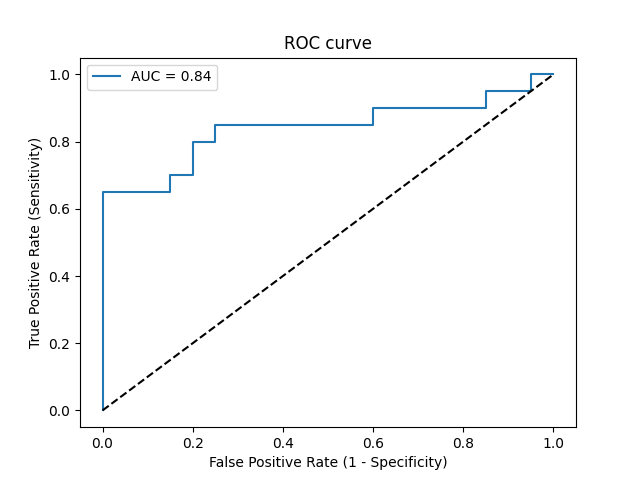 ROC curve
AUC = 0.84
True Positive Rate (Sensitivity)
1.0
0.8
0.6
0.4
0.2
0.0
0.0 0.2 0.4 0.6 0.8 1.0
False Positive Rate (1 - Specificity)